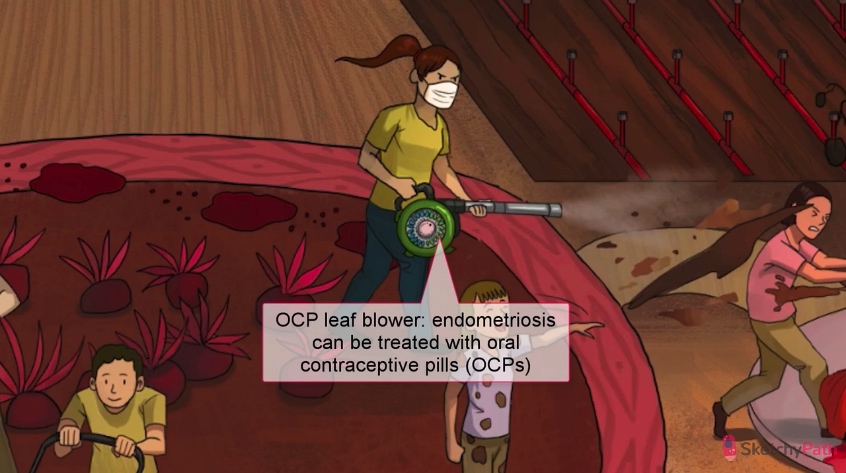 OCP leaf blower: endometriosis
can be treated with oral
contraceptive pills (OCPs)
SketchyPath